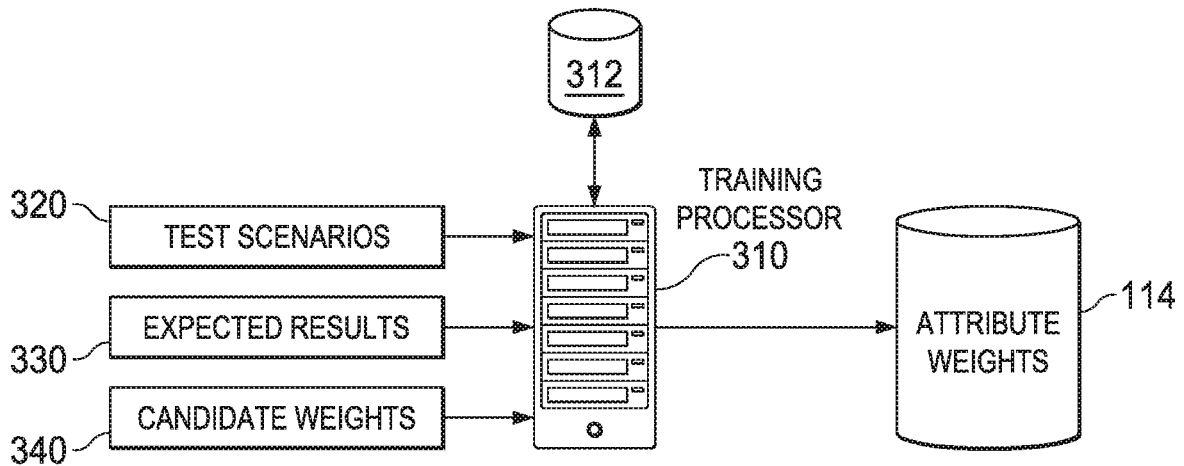 312
TRAINING
PROCESSOR
310
320
TEST SCENARIOS
330
EXPECTED RESULTS
340
CANDIDATE WEIGHTS
114
ATTRIBUTE
WEIGHTS